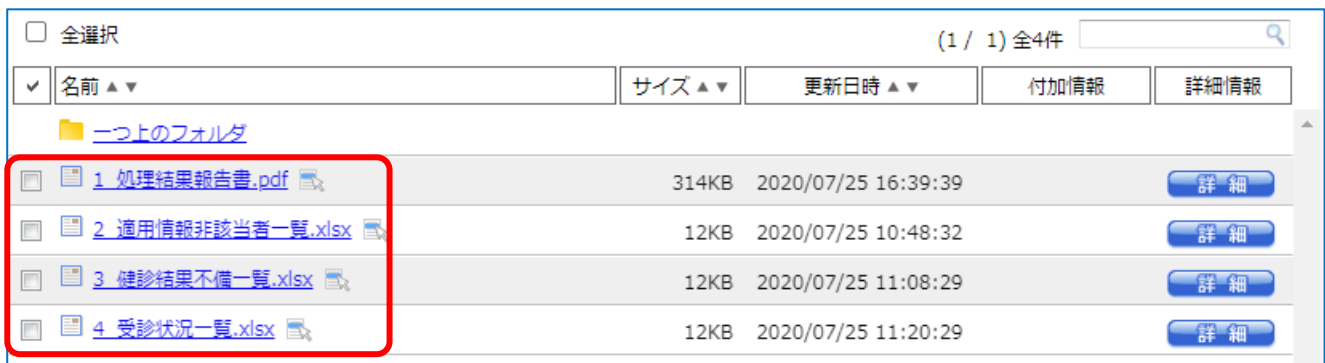 全選択 (1 / 1) 全4件
名前 ▲ ▼ サイズ ▲ ▼ 更新日時 ▲ ▼ 付加情報 詳細情報
一つ上のフォルダ
1_処理結果報告書.pdf 314KB 2020/07/25 16:39:39 詳 細
2_適用情報非該当者一覧.xlsx 12KB 2020/07/25 10:48:32 詳 細
3_健診結果不備一覧.xlsx 12KB 2020/07/25 11:08:29 詳 細
4_受診状況一覧.xlsx 12KB 2020/07/25 11:20:29 詳 細